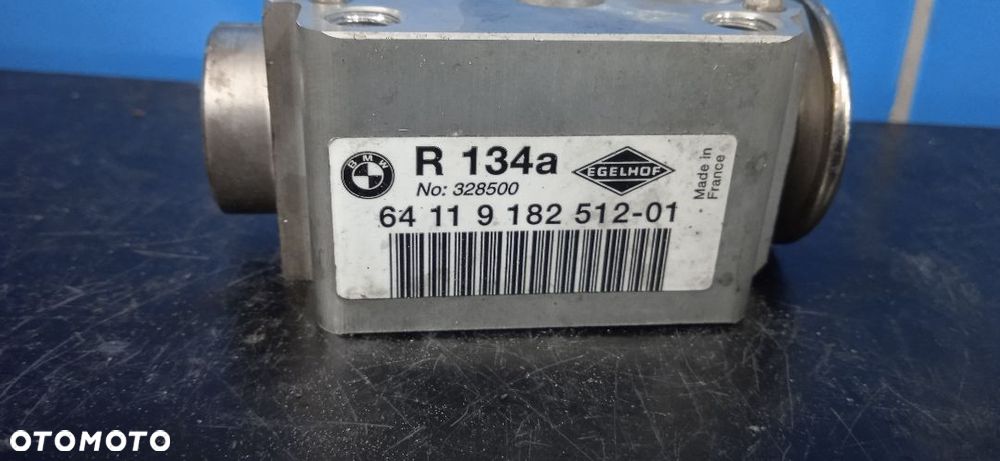 BMW
R 134a
EGELHOF
No: 328500
Made in
France
64 11 9 182 512-01
OTOMOTO